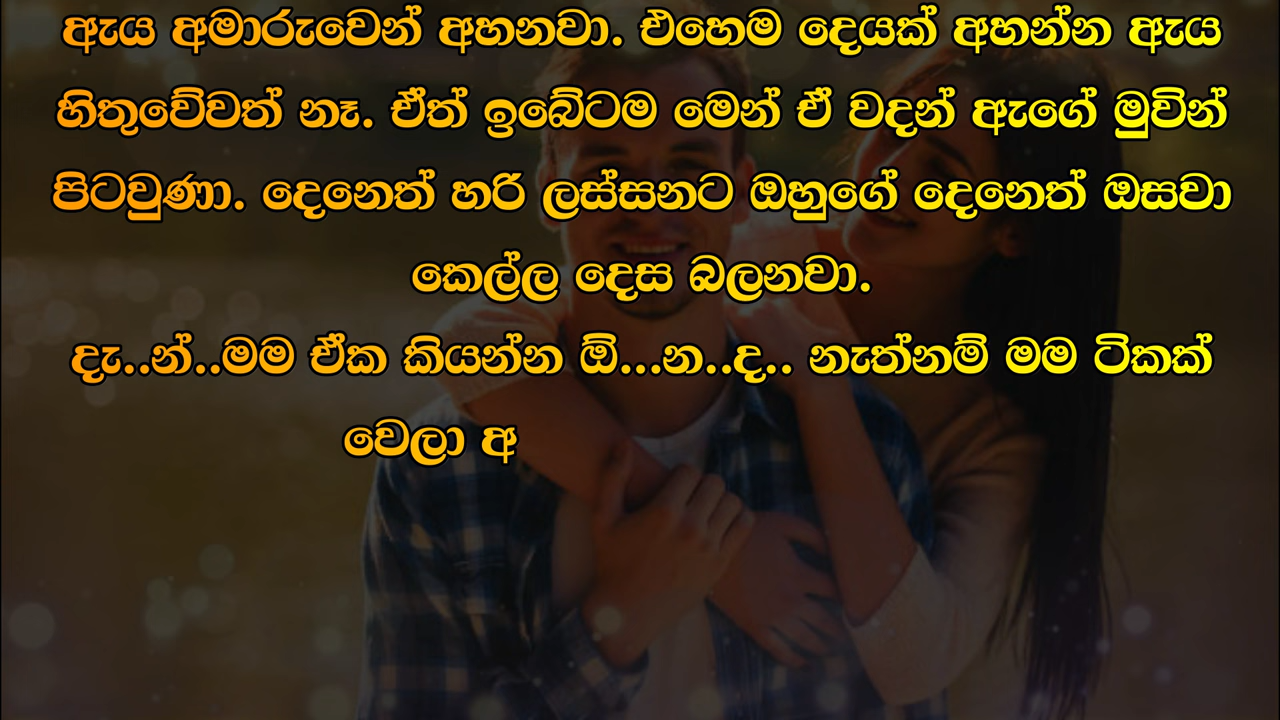 ඇය අමාරුවෙන් අහනවා. එහෙම දෙයක් අහන්න ඇය
හිතුවේවත් නෑ. ඒත් ඉබේටම මෙන් ඒ වදන් ඇගේ මුවින්
පිටවුණා. දෙනෙත් හරි ලස්සනට ඔහුගේ දෙනෙත් ඔසවා
කෙල්ල දෙස බලනවා.
දැ..න්..මම ඒක කියන්න ඕ...න..ද.. නැත්නම් මම ටිකක්
වෙලා අ